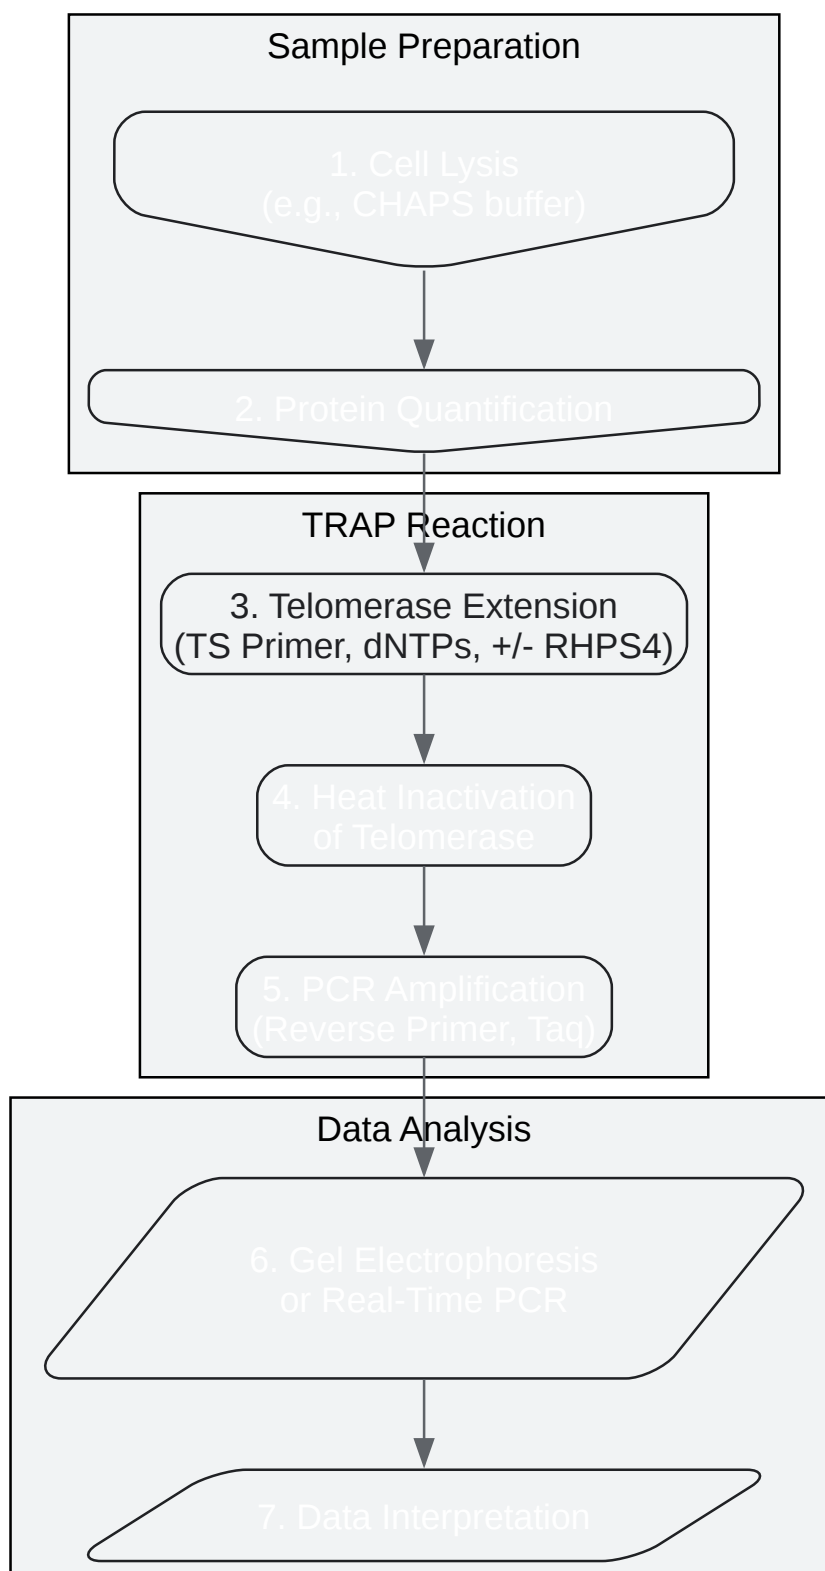 Sample Preparation
1. Cell Lysis
(e.g., CHAPS buffer)
2. Protein Quantification
TRAP Reaction
3. Telomerase Extension
(TS Primer, dNTPs, +/- RHPS4)
4. Heat Inactivation
of Telomerase
5. PCR Amplification
(Reverse Primer, Taq)
Data Analysis
6. Gel Electrophoresis
or Real-Time PCR
7. Data Interpretation